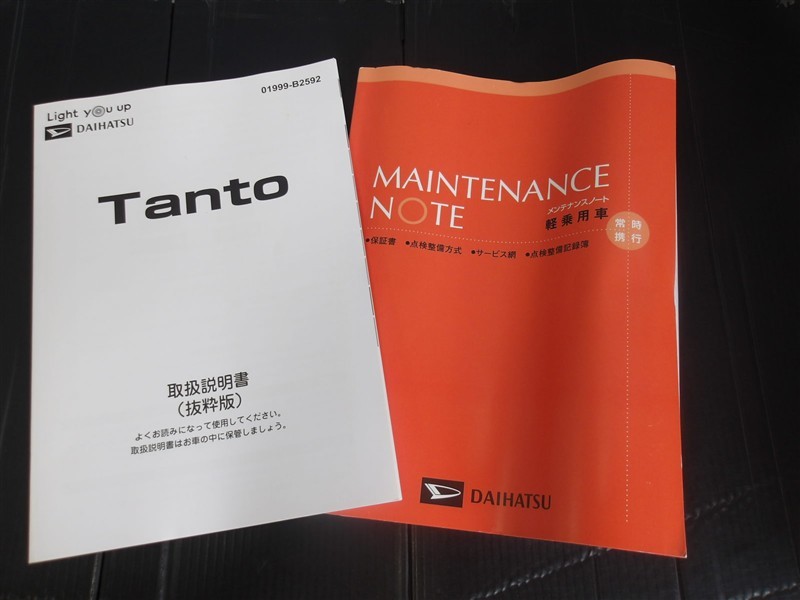 01999-B2592
Light you up
DAIHATSU
Tanto
取扱説明書
（抜粋版）
よくお読みになって使用してください。
取扱説明書はお車の中に保管しましょう。
MAINTENANCE
NOTE
メンテナンスノート
軽乗用車
常時
携行
●保証書 ●点検整備方式 ●サービス網 ●点検整備記録簿
DAIHATSU